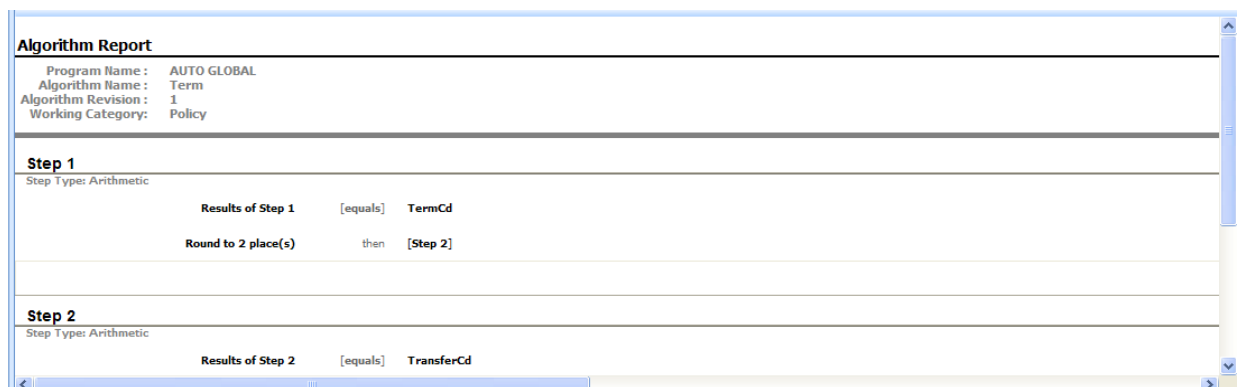 Algorithm Report
Program Name : AUTO GLOBAL
Algorithm Name : Term
Algorithm Revision : 1
Working Category: Policy
Step 1
Step Type: Arithmetic
Results of Step 1 [equals] TermCd
Round to 2 place(s) then [Step 2]
Step 2
Step Type: Arithmetic
Results of Step 2 [equals] TransferCd